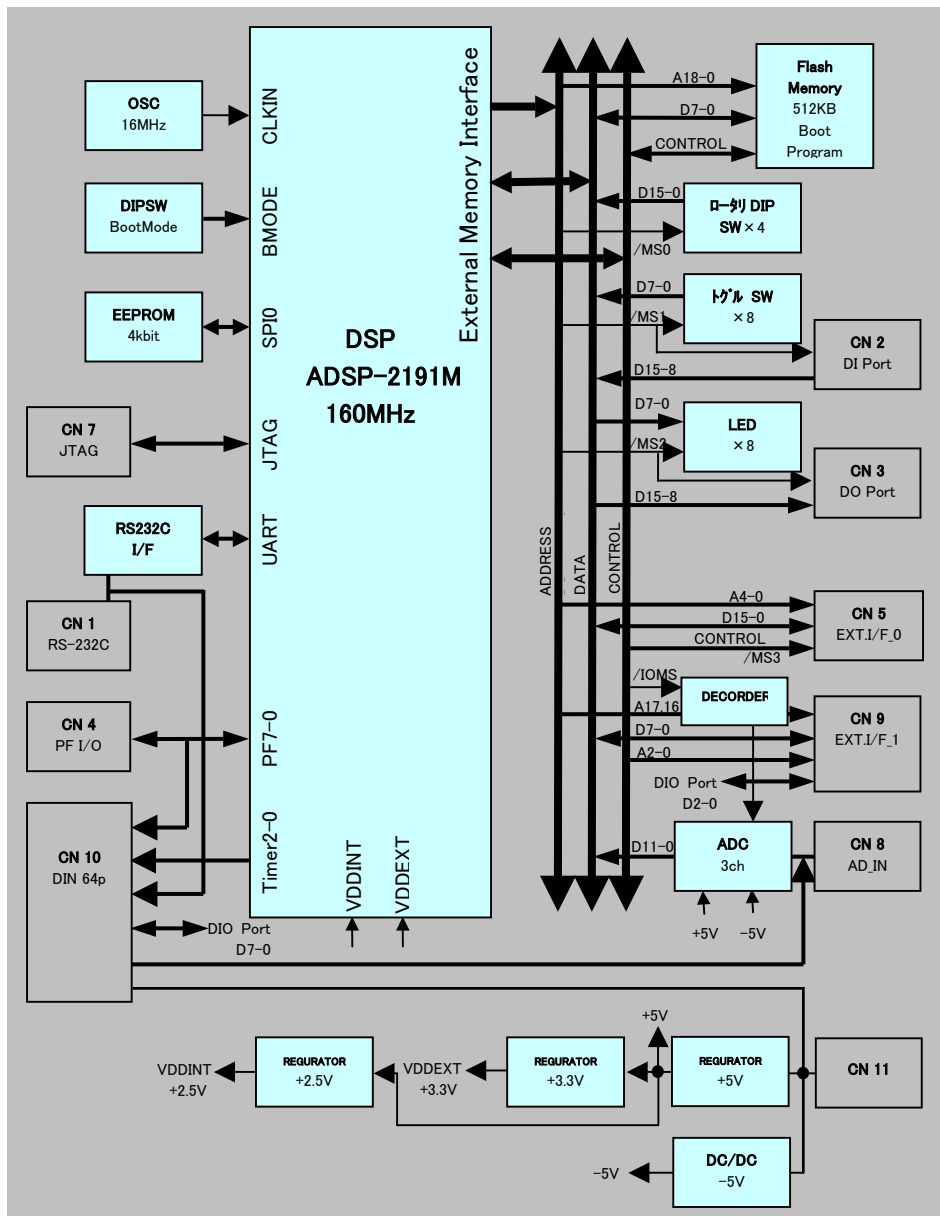 OSC
16MHz
CLKIN
DIPSW
BootMode
BMODE
EEPROM
4kbit
SPI0
CN 7
JTAG
JTAG
RS232C
I/F
UART
CN 1
RS-232C
CN 4
PF I/O
PF7-0
CN 10
DIN 64p
Timer2-0
DIO Port
D7-0
DSP
ADSP-2191M
160MHz
External Memory Interface
VDDINT
VDDEXT
ADDRESS
DATA
CONTROL
A18-0
D7-0
CONTROL
Flash
Memory
512KB
Boot
Program
D15-0
/MS0
ロータリ DIP
SW×4
D7-0
/MS1
トグル SW
×8
D15-8
CN 2
DI Port
D7-0
/MS2
LED
×8
D15-8
CN 3
DO Port
A4-0
D15-0
CONTROL
/MS3
CN 5
EXT.I/F_0
/IOMS
DECORDER
A17,16
D7-0
A2-0
DIO Port
D2-0
CN 9
EXT.I/F_1
D11-0
ADC
3ch
CN 8
AD_IN
+5V
-5V
+5V
VDDINT
+2.5V
REGURATOR
+2.5V
VDDEXT
+3.3V
REGURATOR
+3.3V
REGURATOR
+5V
CN 11
-5V
DC/DC
-5V